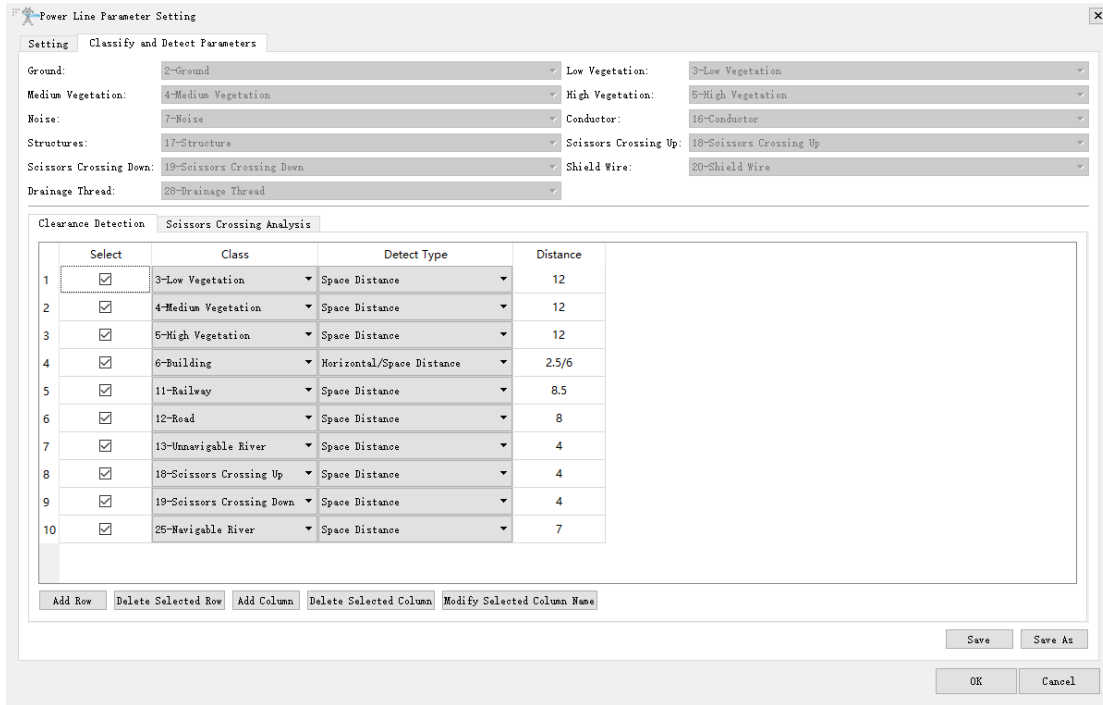 Power Line Parameter Setting
Setting Classify and Detect Parameters
Ground: 2-Ground Low Vegetation: 3-Low Vegetation
Medium Vegetation: 4-Medium Vegetation High Vegetation: 5-High Vegetation
Noise: 7-Noise Conductor: 16-Conductor
Structures: 17-Structure Scissors Crossing Up: 18-Scissors Crossing Up
Scissors Crossing Down: 19-Scissors Crossing Down Shield Wire: 20-Shield Wire
Drainage Thread: 28-Drainage Thread
Clearance Detection Scissors Crossing Analysis
Select Class Detect Type Distance
1 3-Low Vegetation Space Distance 12
2 4-Medium Vegetation Space Distance 12
3 5-High Vegetation Space Distance 12
4 6-Building Horizontal/Space Distance 2.5/6
5 11-Railway Space Distance 8.5
6 12-Road Space Distance 8
7 13-Unnavigable River Space Distance 4
8 18-Scissors Crossing Up Space Distance 4
9 19-Scissors Crossing Down Space Distance 4
10 25-Navigable River Space Distance 7
Add Row Delete Selected Row Add Column Delete Selected Column Modify Selected Column Name
Save Save As
OK Cancel